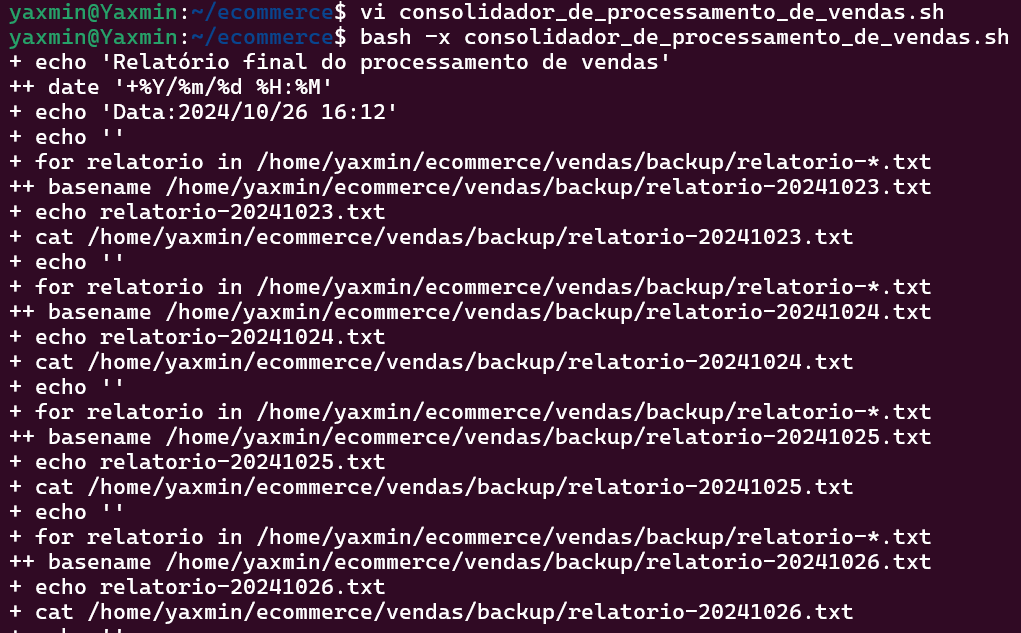 yaxmin@Yaxmin:~/ecommerce$ vi consolidador_de_processamento_de_vendas.sh
yaxmin@Yaxmin:~/ecommerce$ bash -x consolidador_de_processamento_de_vendas.sh
+ echo 'Relatório final do processamento de vendas'
++ date '+%Y/%m/%d %H:%M'
+ echo 'Data:2024/10/26 16:12'
+ echo ''
+ for relatorio in /home/yaxmin/ecommerce/vendas/backup/relatorio-*.txt
++ basename /home/yaxmin/ecommerce/vendas/backup/relatorio-20241023.txt
+ echo relatorio-20241023.txt
+ cat /home/yaxmin/ecommerce/vendas/backup/relatorio-20241023.txt
+ echo ''
+ for relatorio in /home/yaxmin/ecommerce/vendas/backup/relatorio-*.txt
++ basename /home/yaxmin/ecommerce/vendas/backup/relatorio-20241024.txt
+ echo relatorio-20241024.txt
+ cat /home/yaxmin/ecommerce/vendas/backup/relatorio-20241024.txt
+ echo ''
+ for relatorio in /home/yaxmin/ecommerce/vendas/backup/relatorio-*.txt
++ basename /home/yaxmin/ecommerce/vendas/backup/relatorio-20241025.txt
+ echo relatorio-20241025.txt
+ cat /home/yaxmin/ecommerce/vendas/backup/relatorio-20241025.txt
+ echo ''
+ for relatorio in /home/yaxmin/ecommerce/vendas/backup/relatorio-*.txt
++ basename /home/yaxmin/ecommerce/vendas/backup/relatorio-20241026.txt
+ echo relatorio-20241026.txt
+ cat /home/yaxmin/ecommerce/vendas/backup/relatorio-20241026.txt